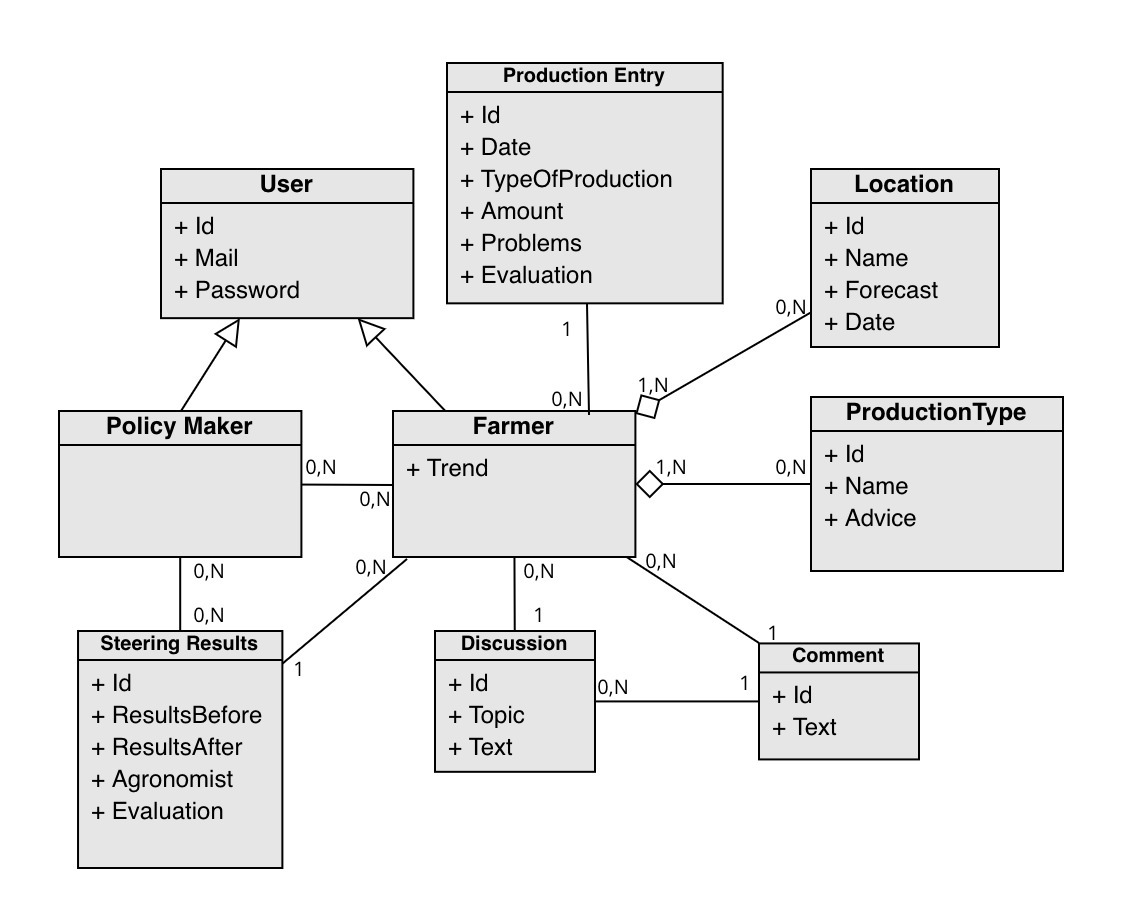 Production Entry
+ Id
+ Date
+ TypeOfProduction
+ Amount
+ Problems
+ Evaluation
User
+ Id
+ Mail
+ Password
Location
+ Id
+ Name
+ Forecast
+ Date
0,N
1
1,N
0,N
Policy Maker
Farmer
+ Trend
ProductionType
+ Id
+ Name
+ Advice
0,N
0,N
1,N
0,N
0,N
0,N
0,N
0,N
0,N
1
1
1
Steering Results
+ Id
+ ResultsBefore
+ ResultsAfter
+ Agronomist
+ Evaluation
Discussion
+ Id
+ Topic
+ Text
0,N
1
Comment
+ Id
+ Text